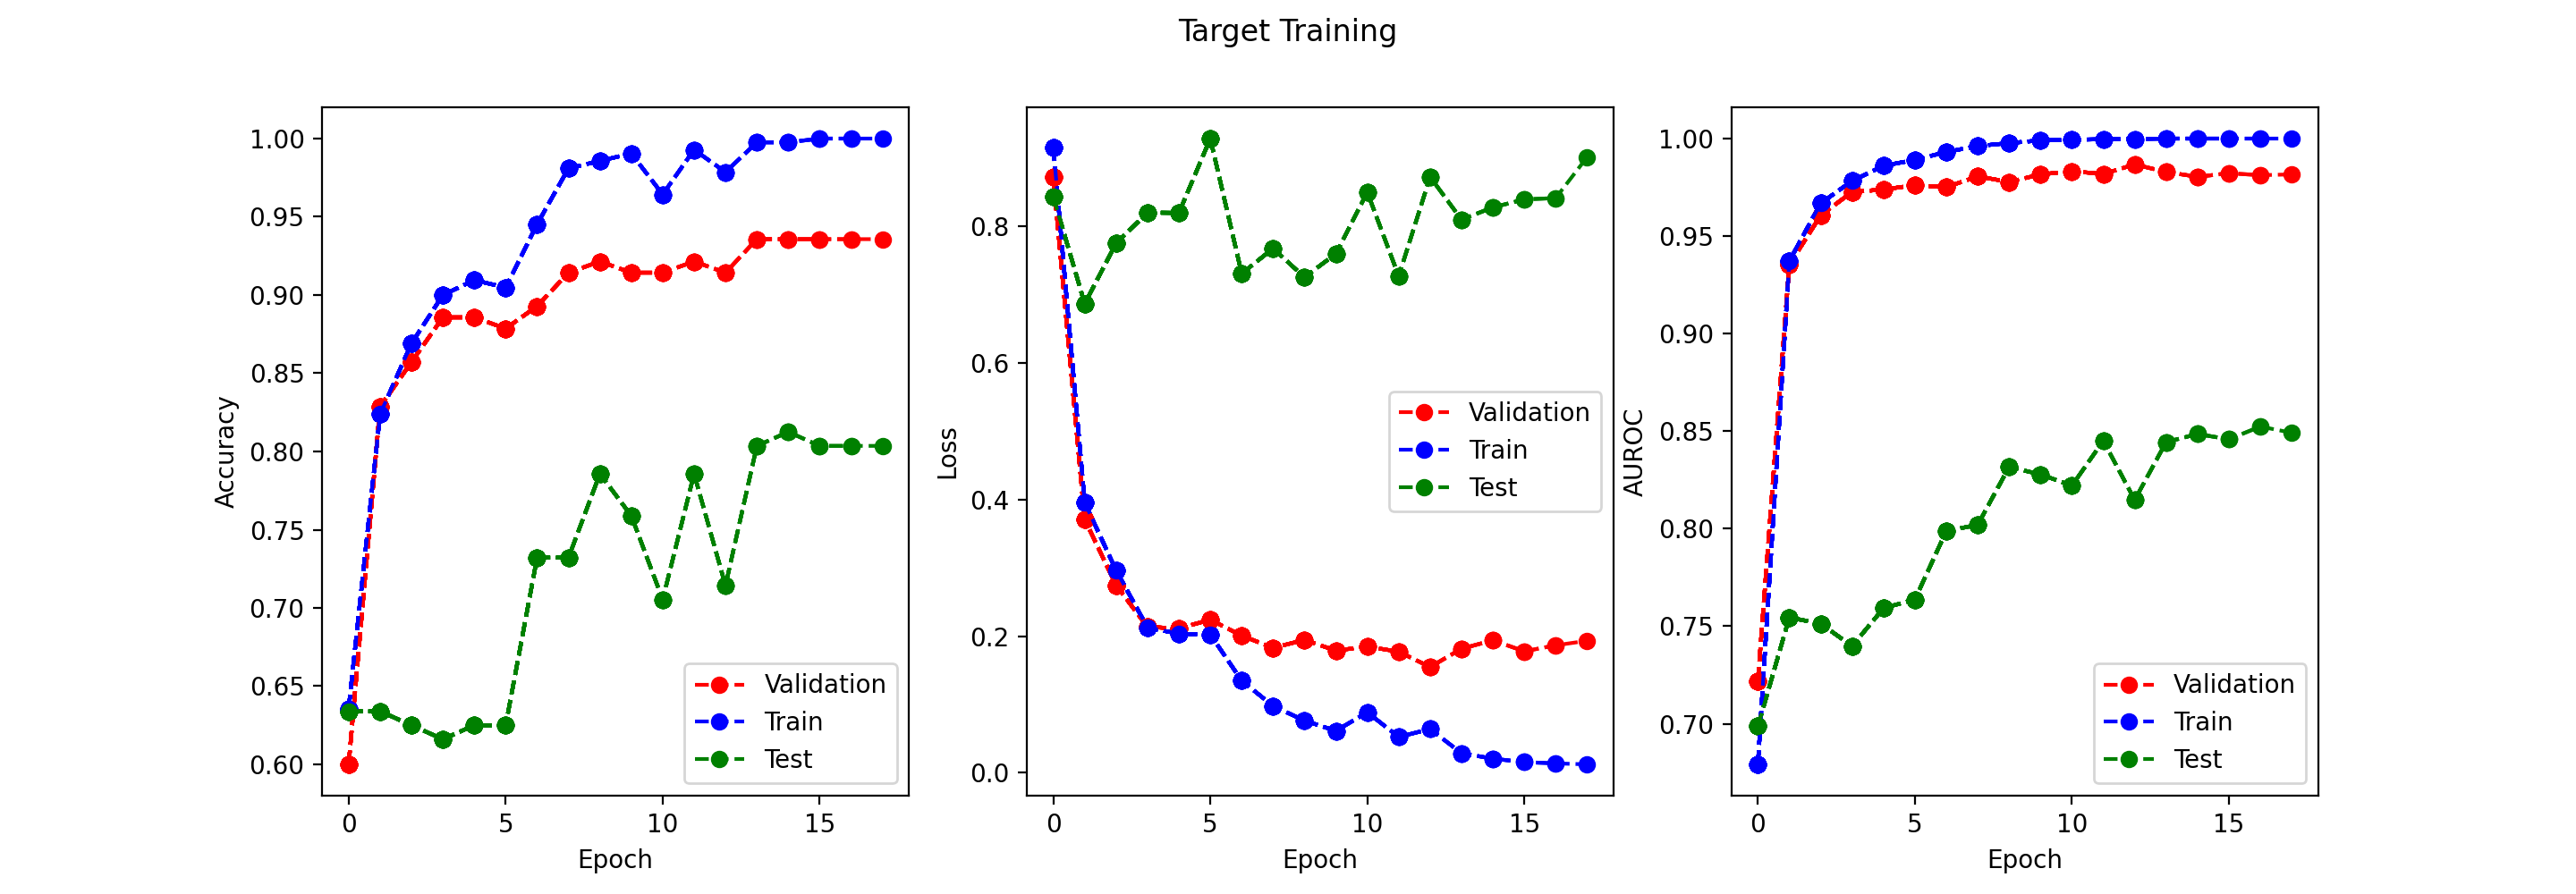 Target Training
Accuracy
1.00
0.95
0.90
0.85
0.80
0.75
0.70
0.65
0.60
0
5
10
15
Epoch
Validation
Train
Test
Loss
0.8
0.6
0.4
0.2
0.0
0
5
10
15
Epoch
Validation
Train
Test
AUROC
1.00
0.95
0.90
0.85
0.80
0.75
0.70
0
5
10
15
Epoch
Validation
Train
Test